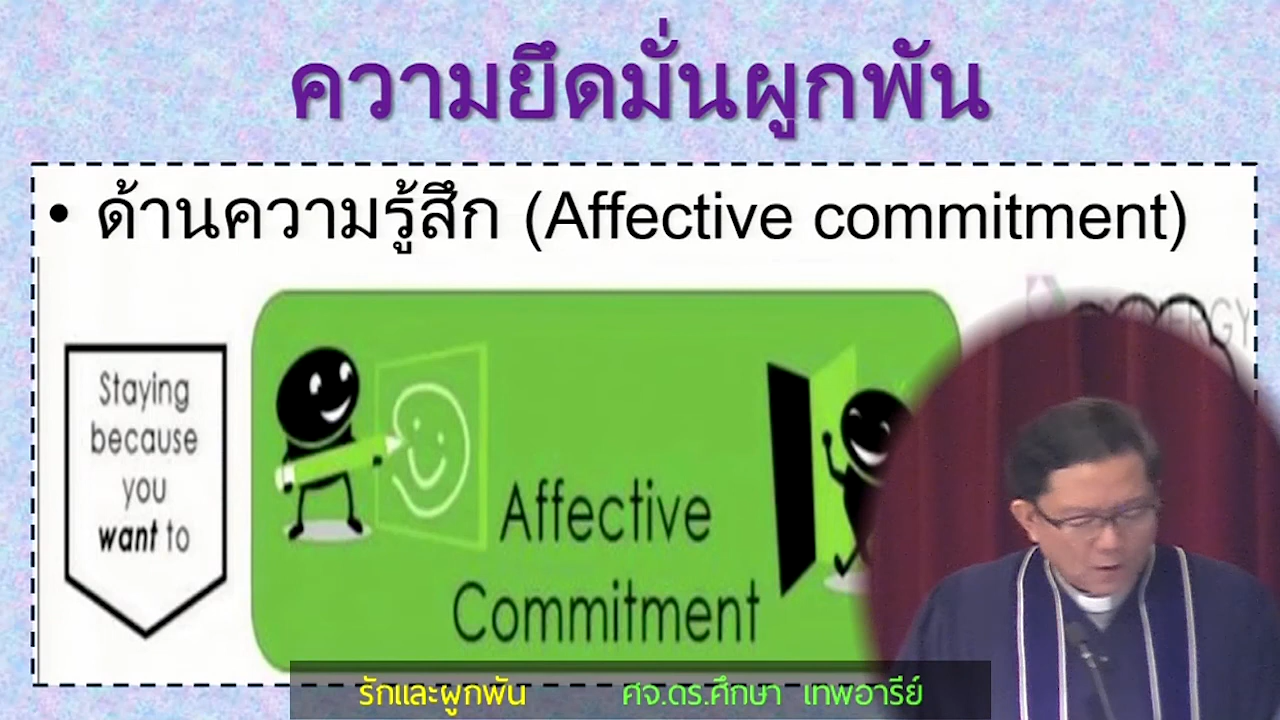 ความยึดมั่นผูกพัน
• ด้านความรู้สึก (Affective commitment)
Staying
because
you
want to
Affective
Commitment
รักและผูกพัน ศจ.ดร.ศึกษา เทพอารีย์